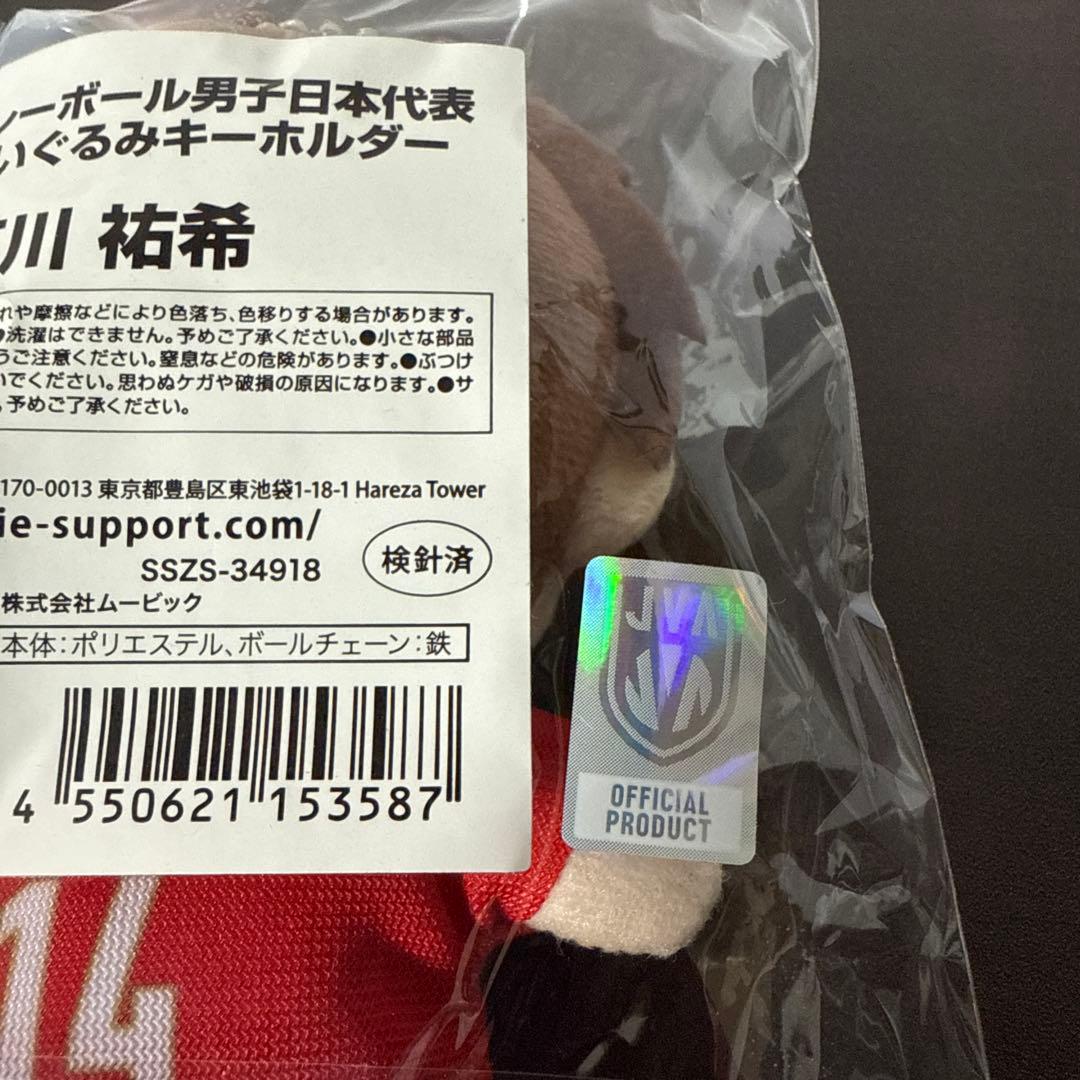 レーボール男子日本代表
いぐるみキーホルダー
川 祐希
れや摩擦などにより色落ち、色移りする場合があります。
●洗濯はできません。予めご了承ください。●小さな部品
うご注意ください。窒息などの危険があります。●ぶつけ
いでください。思わぬケガや破損の原因になります。●サ
。予めご了承ください。
170-0013 東京都豊島区東池袋1-18-1 Hareza Tower
ie-support.com/
SSZS-34918
検針済
株式会社ムービック
本体：ポリエステル、ボールチェーン：鉄
4 550621 153587
JVA
OFFICIAL
PRODUCT
14